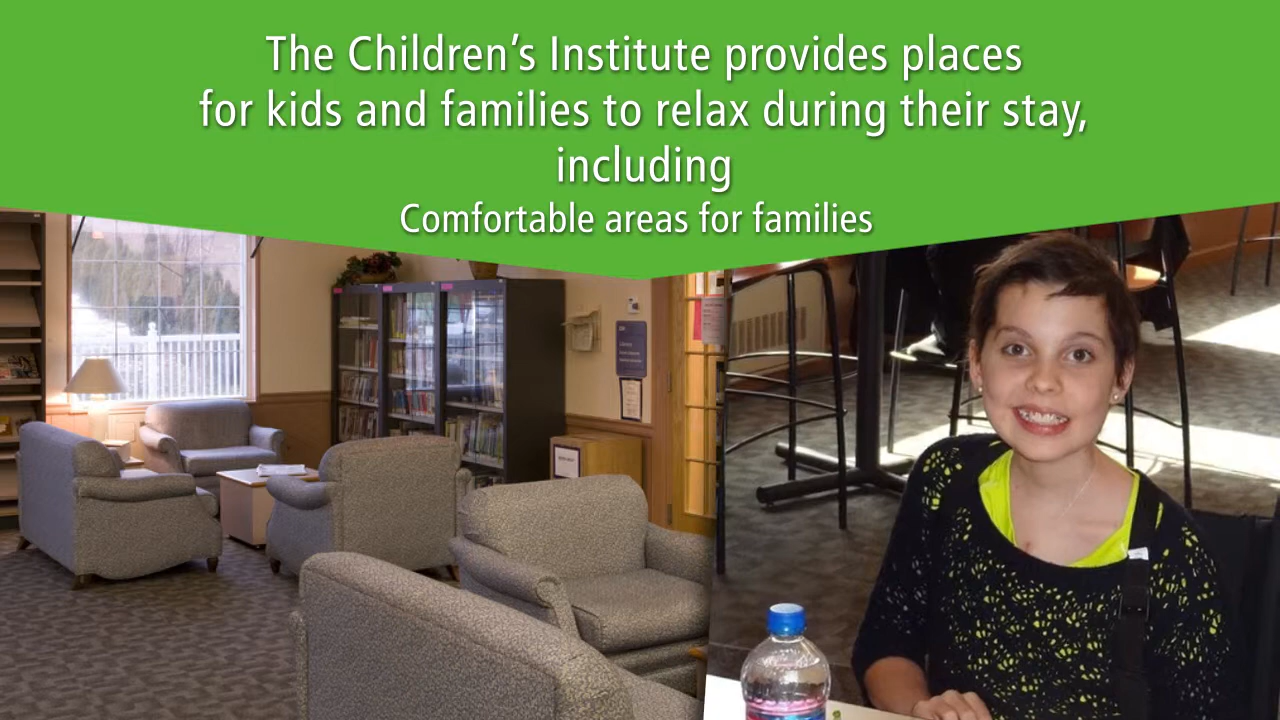 The Children’s Institute provides places
for kids and families to relax during their stay,
including
Comfortable areas for families